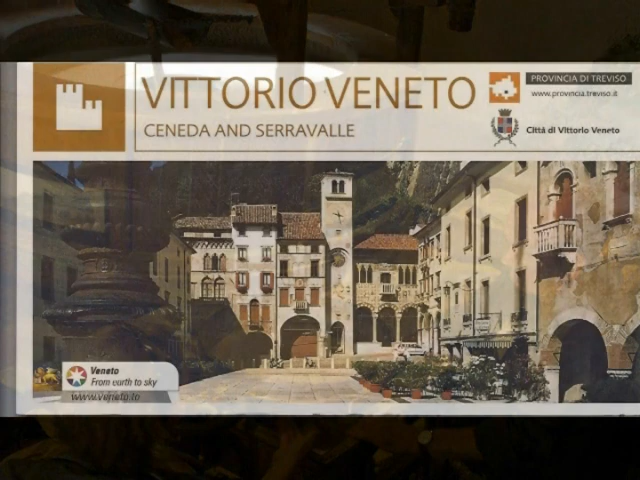 VITTORIO VENETO
CENEDA AND SERRAVALLE
PROVINCIA DI TREVISO
www.provincia.treviso.it
Città di Vittorio Veneto
Veneto
From earth to sky
www.veneto.to